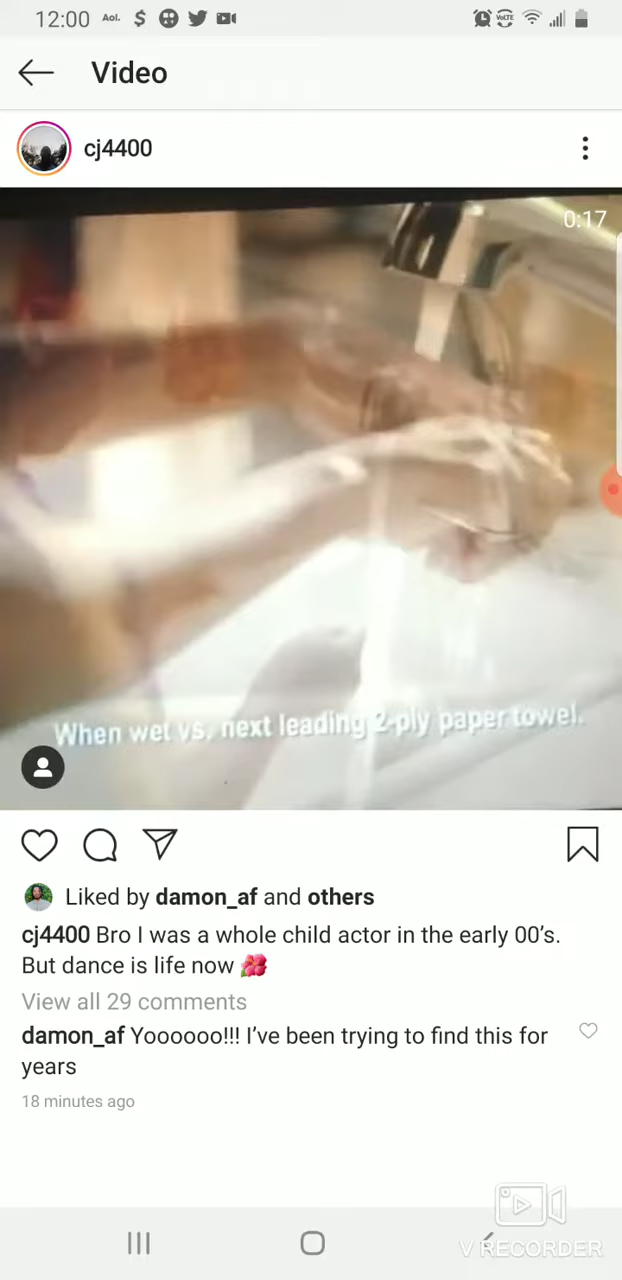 12:00 Aol. $ VoLTE
Video
cj4400
0:17
When wet vs. next leading 2-ply paper towel.
Liked by damon_af and others
cj4400 Bro I was a whole child actor in the early 00's.
But dance is life now
View all 29 comments
damon_af Yoooooo!!! I've been trying to find this for
years
18 minutes ago
V RECORDER